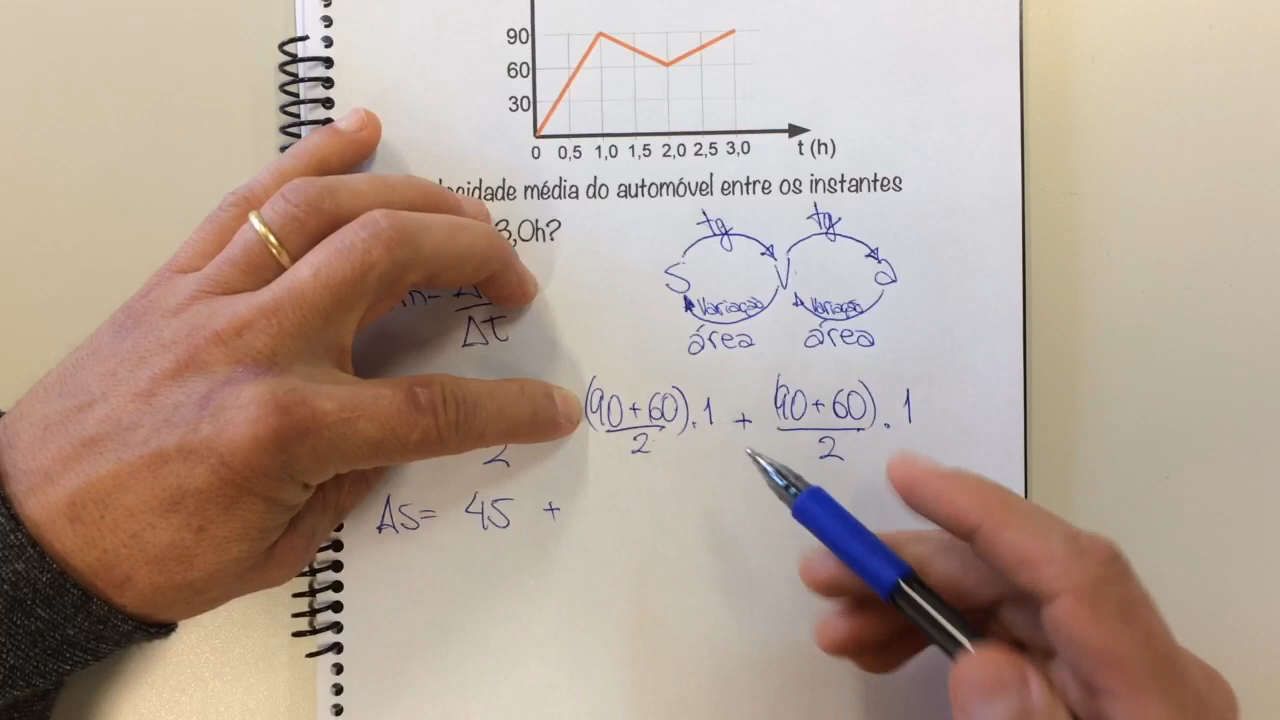 90
60
30
0 0,5 1,0 1,5 2,0 2,5 3,0 t (h)
média do automóvel entre os instantes
3,0h?
tg tg
S V a
Variação Variação
área área
Δt
(90+60).1 + (90+60).1
2 2 2
Δs= 45 +